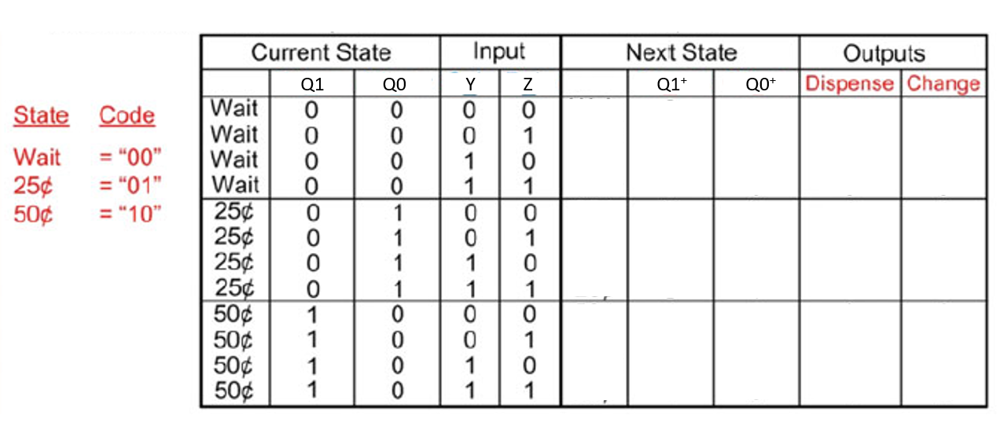 Current State Input Next State Outputs
Q1 Q0 Y Z Q1+ Q0+ Dispense Change
State Code
Wait = “00”
25¢ = “01”
50¢ = “10”
Wait 0 0 0 0
Wait 0 0 0 1
Wait 0 0 1 0
Wait 0 0 1 1
25¢ 0 1 0 0
25¢ 0 1 0 1
25¢ 0 1 1 0
25¢ 0 1 1 1
50¢ 1 0 0 0
50¢ 1 0 0 1
50¢ 1 0 1 0
50¢ 1 0 1 1